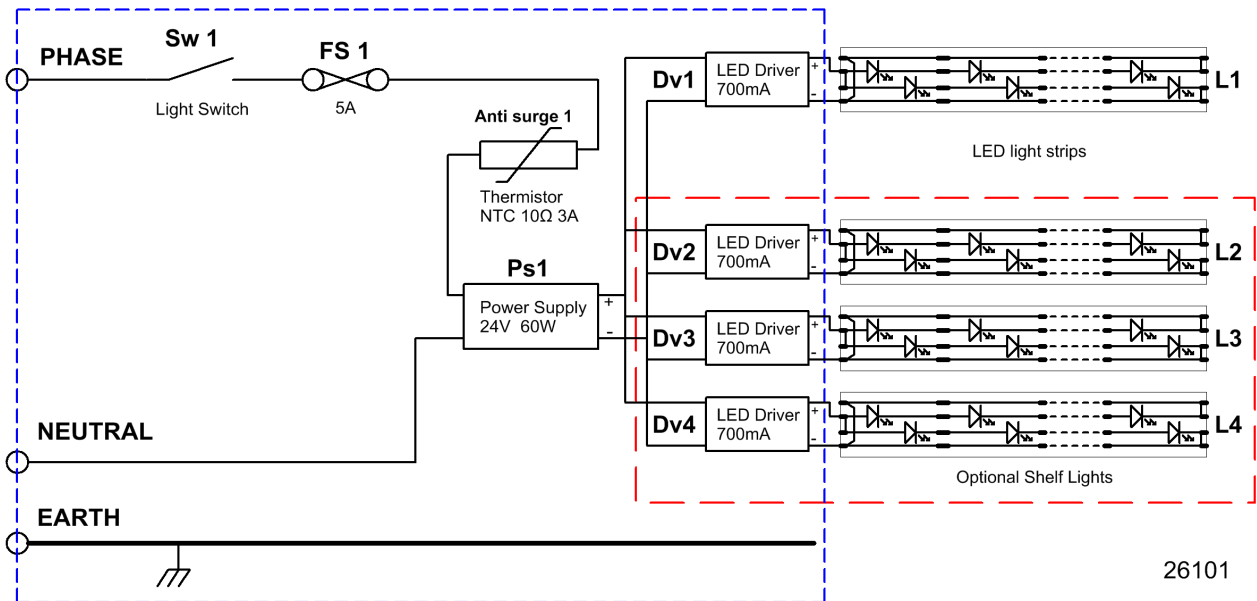 PHASE
Sw 1
Light Switch
FS 1
5A
Anti surge 1
Thermistor
NTC 10Ω 3A
Ps1
Power Supply
24V 60W
+
-
NEUTRAL
EARTH
Dv1
LED Driver
700mA
+
-
L1
LED light strips
Dv2
LED Driver
700mA
+
-
L2
Dv3
LED Driver
700mA
+
-
L3
Dv4
LED Driver
700mA
+
-
L4
Optional Shelf Lights
26101